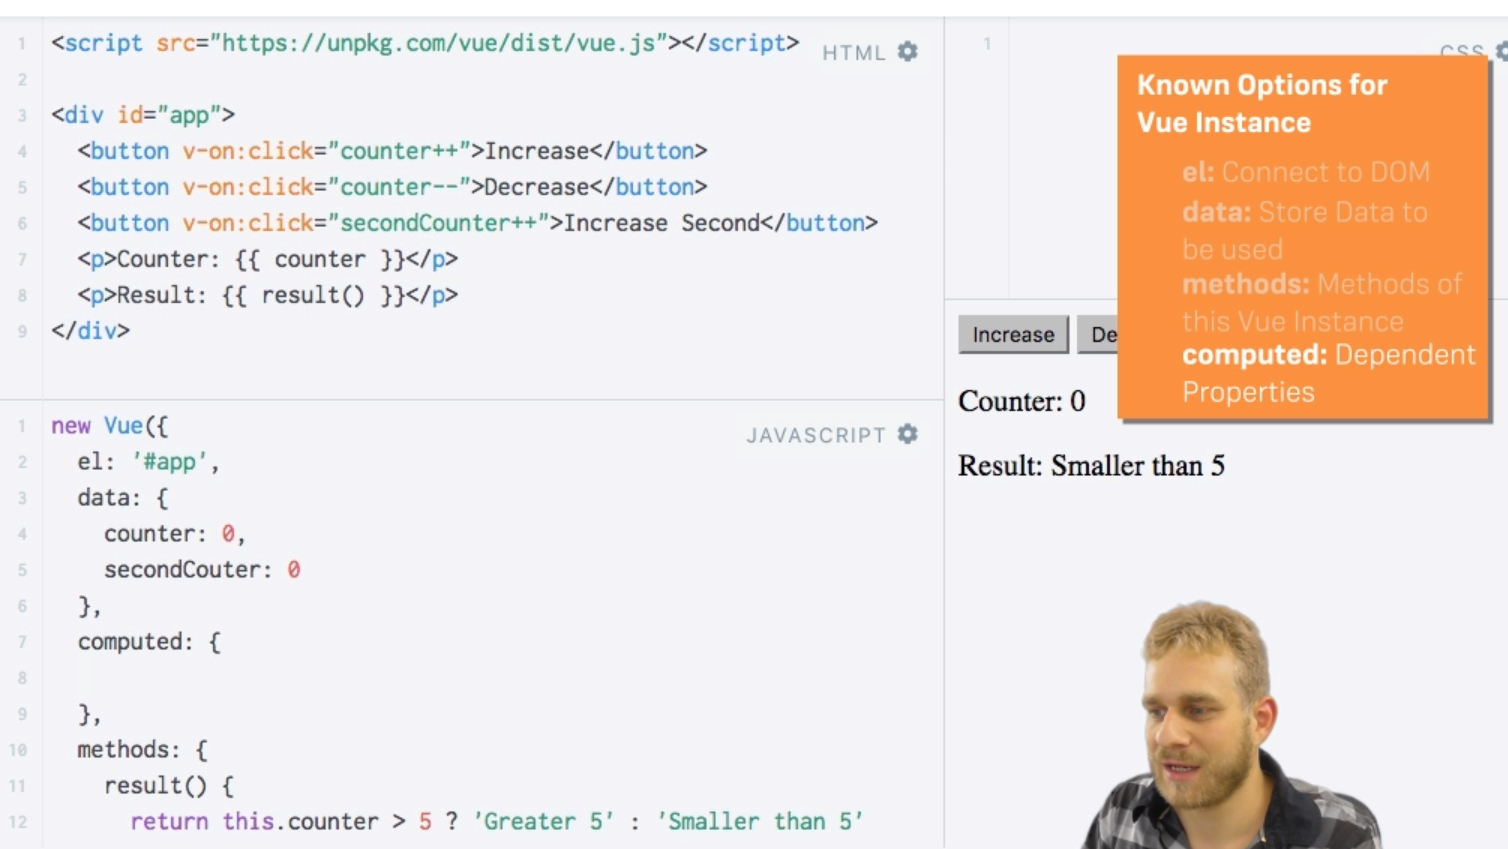 1 <script src="https://unpkg.com/vue/dist/vue.js"></script>
HTML
2
3 <div id="app">
4 <button v-on:click="counter++">Increase</button>
5 <button v-on:click="counter--">Decrease</button>
6 <button v-on:click="secondCounter++">Increase Second</button>
7 <p>Counter: {{ counter }}</p>
8 <p>Result: {{ result() }}</p>
9 </div>
1 new Vue({
JAVASCRIPT
2 el: '#app',
3 data: {
4 counter: 0,
5 secondCouter: 0
6 },
7 computed: {
8
9 },
10 methods: {
11 result() {
12 return this.counter > 5 ? 'Greater 5' : 'Smaller than 5'
1
CSS
Known Options for
Vue Instance
el: Connect to DOM
data: Store Data to
be used
methods: Methods of
this Vue Instance
computed: Dependent
Properties
Increase De
Counter: 0
Result: Smaller than 5